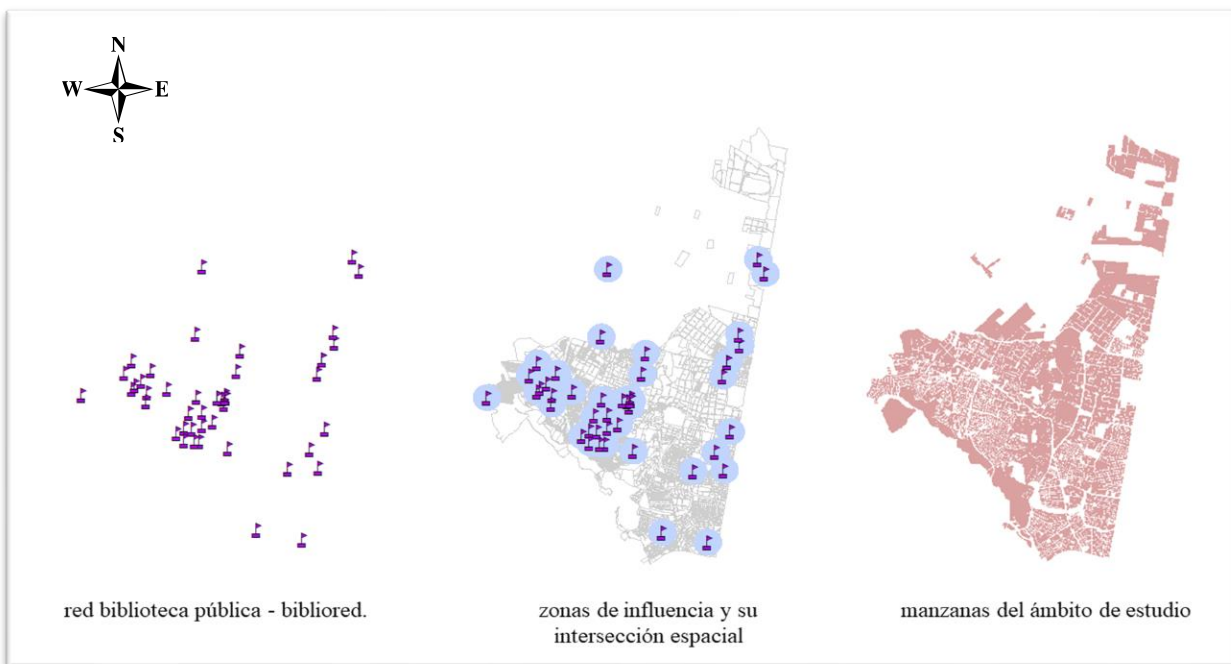 N
W E
S
red biblioteca pública - bibliored.
zonas de influencia y su
intersección espacial
manzanas del ámbito de estudio